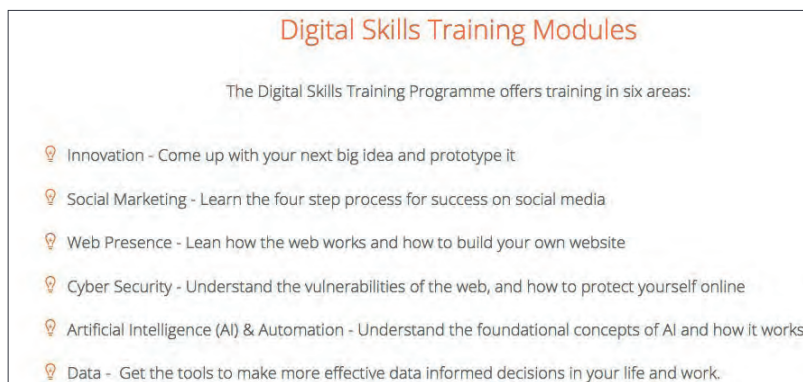 Digital Skills Training Modules
The Digital Skills Training Programme offers training in six areas:
Innovation - Come up with your next big idea and prototype it
Social Marketing - Learn the four step process for success on social media
Web Presence - Lean how the web works and how to build your own website
Cyber Security - Understand the vulnerabilities of the web, and how to protect yourself online
Artificial Intelligence (AI) & Automation - Understand the foundational concepts of AI and how it works
Data - Get the tools to make more effective data informed decisions in your life and work.